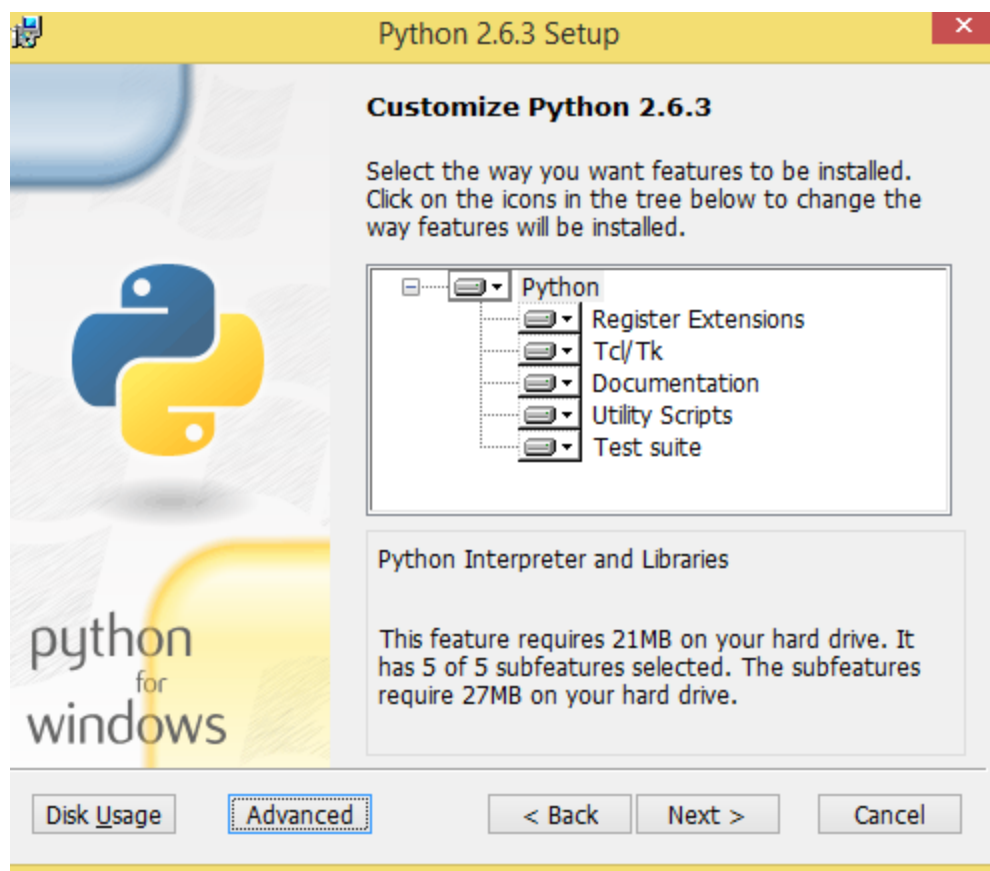 Python 2.6.3 Setup
Customize Python 2.6.3
Select the way you want features to be installed.
Click on the icons in the tree below to change the
way features will be installed.
Python
Register Extensions
Tcl/Tk
Documentation
Utility Scripts
Test suite
Python Interpreter and Libraries
This feature requires 21MB on your hard drive. It
has 5 of 5 subfeatures selected. The subfeatures
require 27MB on your hard drive.
python
for
windows
Disk Usage
Advanced
< Back
Next >
Cancel